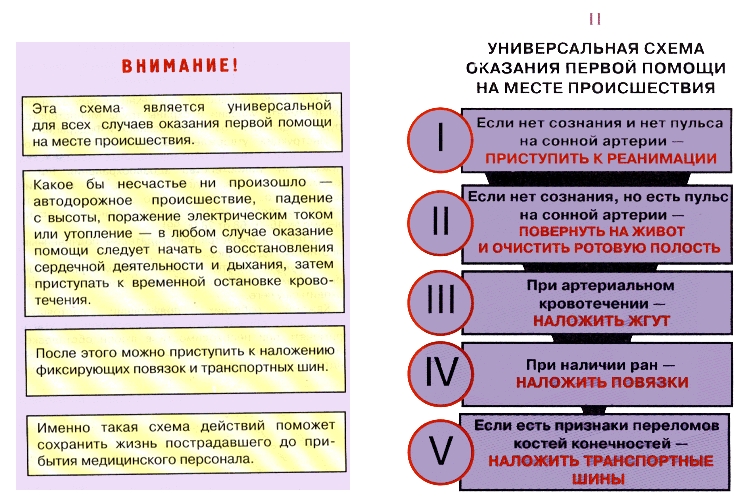 ВНИМАНИЕ!
Эта схема является универсальной
для всех случаев оказания первой помощи
на месте происшествия.
Какое бы несчастье ни произошло —
автодорожное происшествие, падение
с высоты, поражение электрическим током
или утопление — в любом случае оказание
помощи следует начать с восстановления
сердечной деятельности и дыхания, затем
приступать к временной остановке крово-
течения.
После этого можно приступить к наложению
фиксирующих повязок и транспортных шин.
Именно такая схема действий поможет
сохранить жизнь пострадавшего до при-
бытия медицинского персонала.
II
УНИВЕРСАЛЬНАЯ СХЕМА
ОКАЗАНИЯ ПЕРВОЙ ПОМОЩИ
НА МЕСТЕ ПРОИСШЕСТВИЯ
I
Если нет сознания и нет пульса
на сонной артерии —
ПРИСТУПИТЬ К РЕАНИМАЦИИ
II
Если нет сознания, но есть пульс
на сонной артерии —
ПОВЕРНУТЬ НА ЖИВОТ
И ОЧИСТИТЬ РОТОВУЮ ПОЛОСТЬ
III
При артериальном
кровотечении —
НАЛОЖИТЬ ЖГУТ
IV
При наличии ран —
НАЛОЖИТЬ ПОВЯЗКИ
V
Если есть признаки переломов
костей конечностей —
НАЛОЖИТЬ ТРАНСПОРТНЫЕ
ШИНЫ